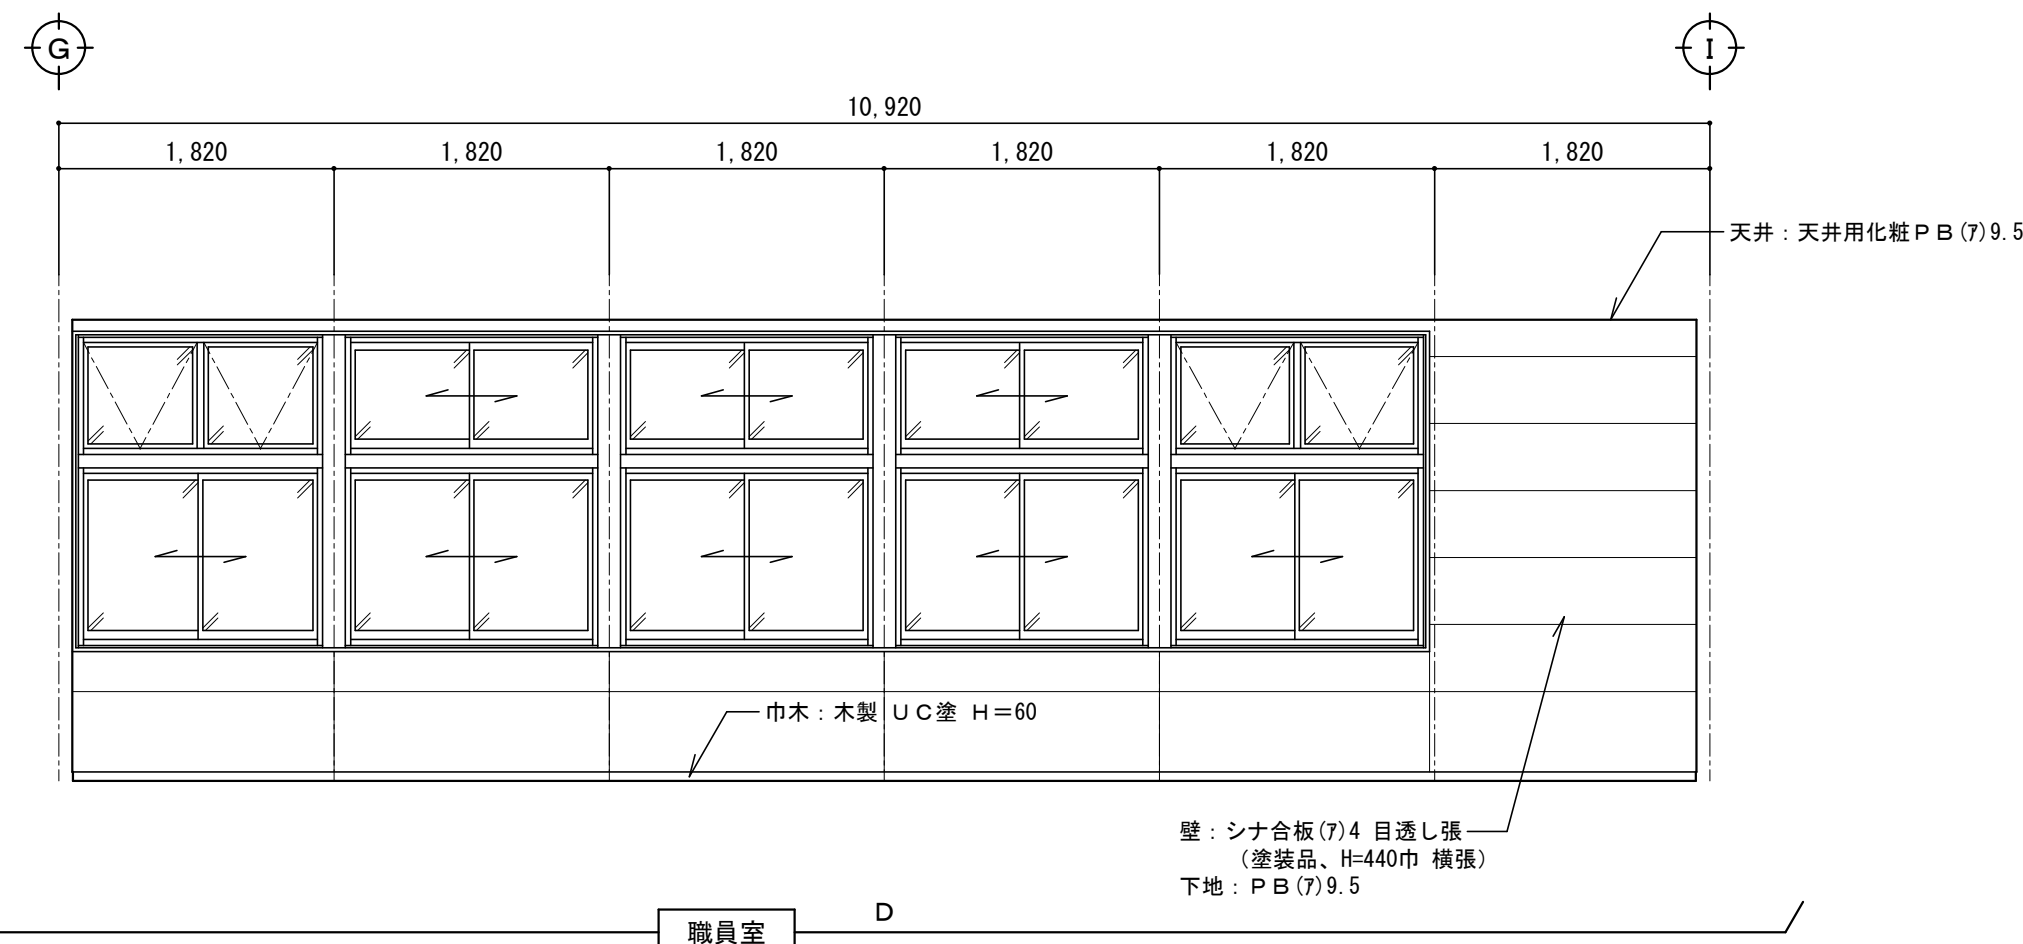 G
I
10,920
1,820 1,820 1,820 1,820 1,820 1,820
天井：天井用化粧ＰＢ(ｱ)9.5
巾木：木製 ＵＣ塗 Ｈ＝60
壁：シナ合板(ｱ)4 目透し張
（塗装品、H=440巾 横張）
下地：ＰＢ(ｱ)9.5
D
職員室